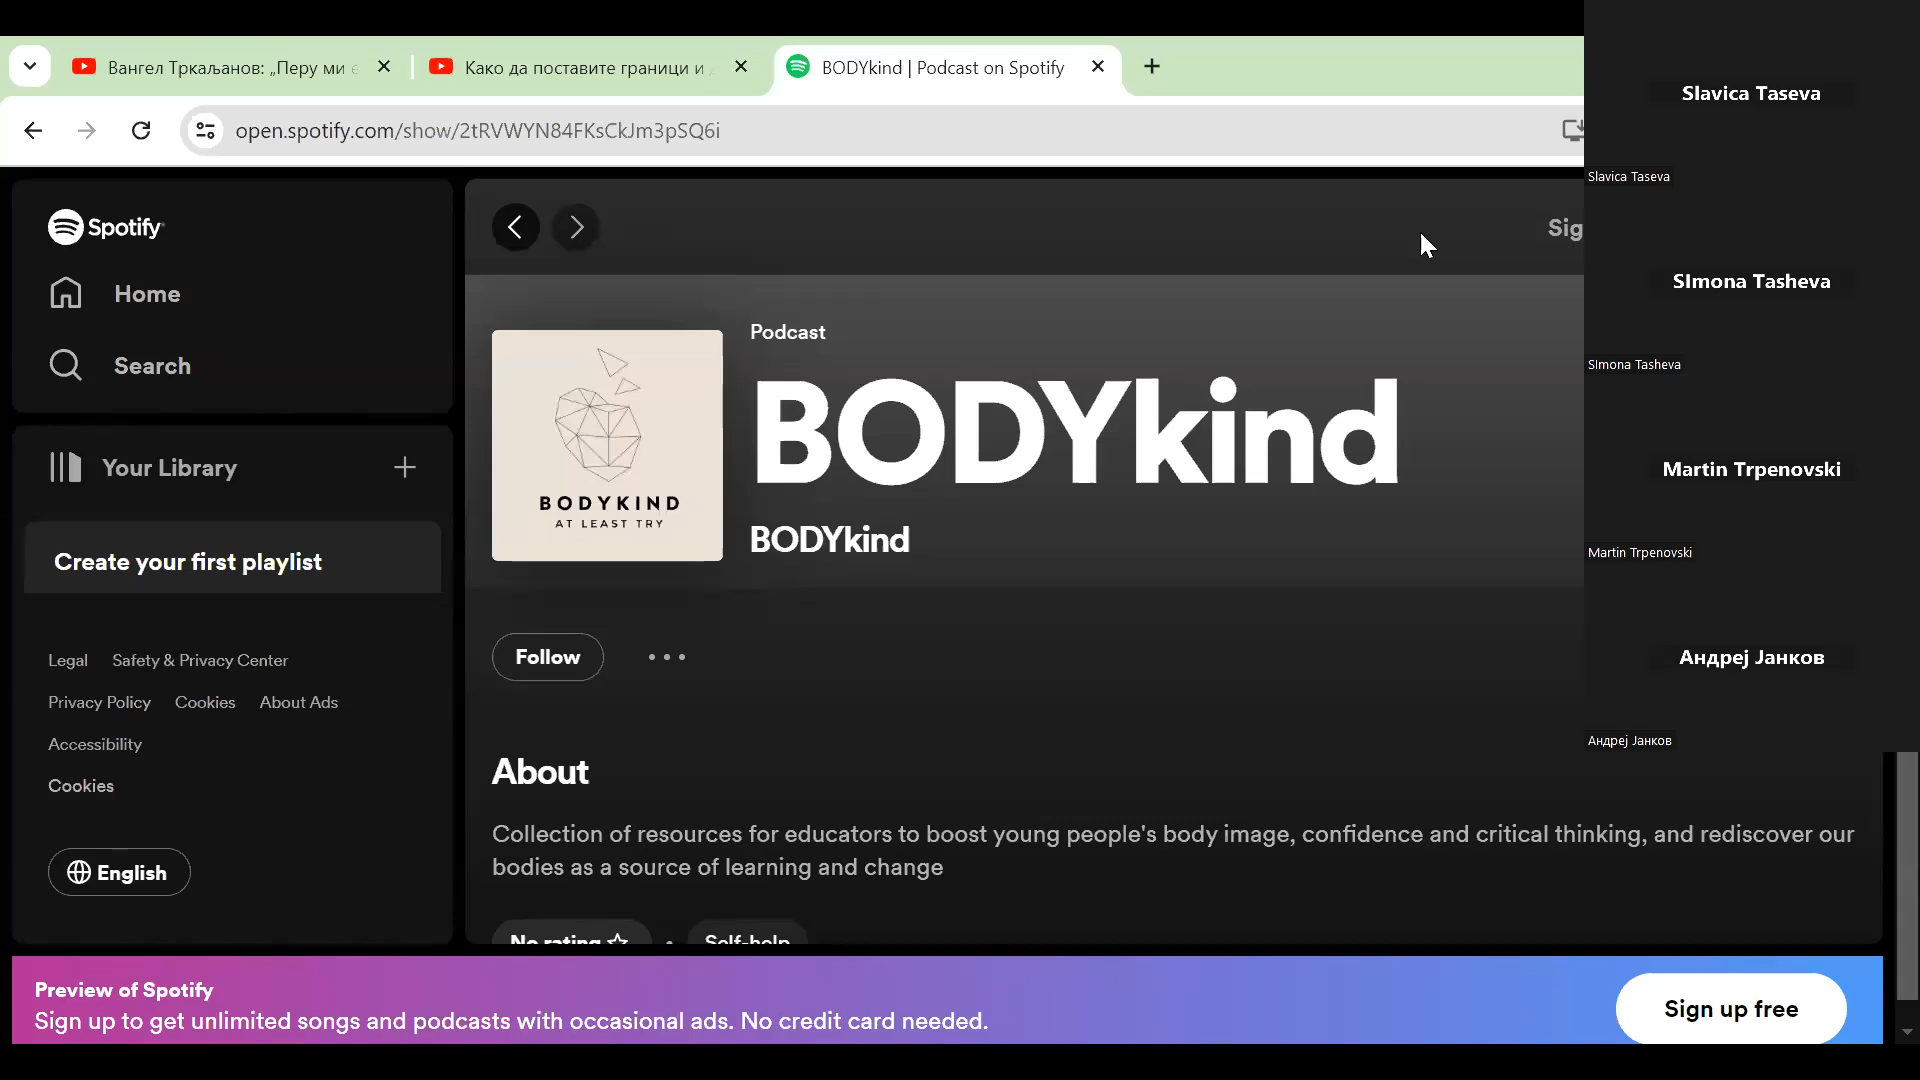 Вангел Тркаљанов: „Перу ми є
Како да поставите граници и
BODYkind | Podcast on Spotify
open.spotify.com/show/2tRVWYN84FKsCkJm3pSQ6i
Spotify
Home
Search
Your Library
Create your first playlist
Legal Safety & Privacy Center
Privacy Policy Cookies About Ads
Accessibility
Cookies
English
Sig
Podcast
BODYkind
BODYkind
BODYKIND
AT LEAST TRY
Follow
About
Collection of resources for educators to boost young people's body image, confidence and critical thinking, and rediscover our
bodies as a source of learning and change
No rating • Self-help
Preview of Spotify
Sign up to get unlimited songs and podcasts with occasional ads. No credit card needed.
Sign up free
Slavica Taseva
Slavica Taseva
SImona Tasheva
SImona Tasheva
Martin Trpenovski
Martin Trpenovski
Андреј Јанков
Андреј Јанков